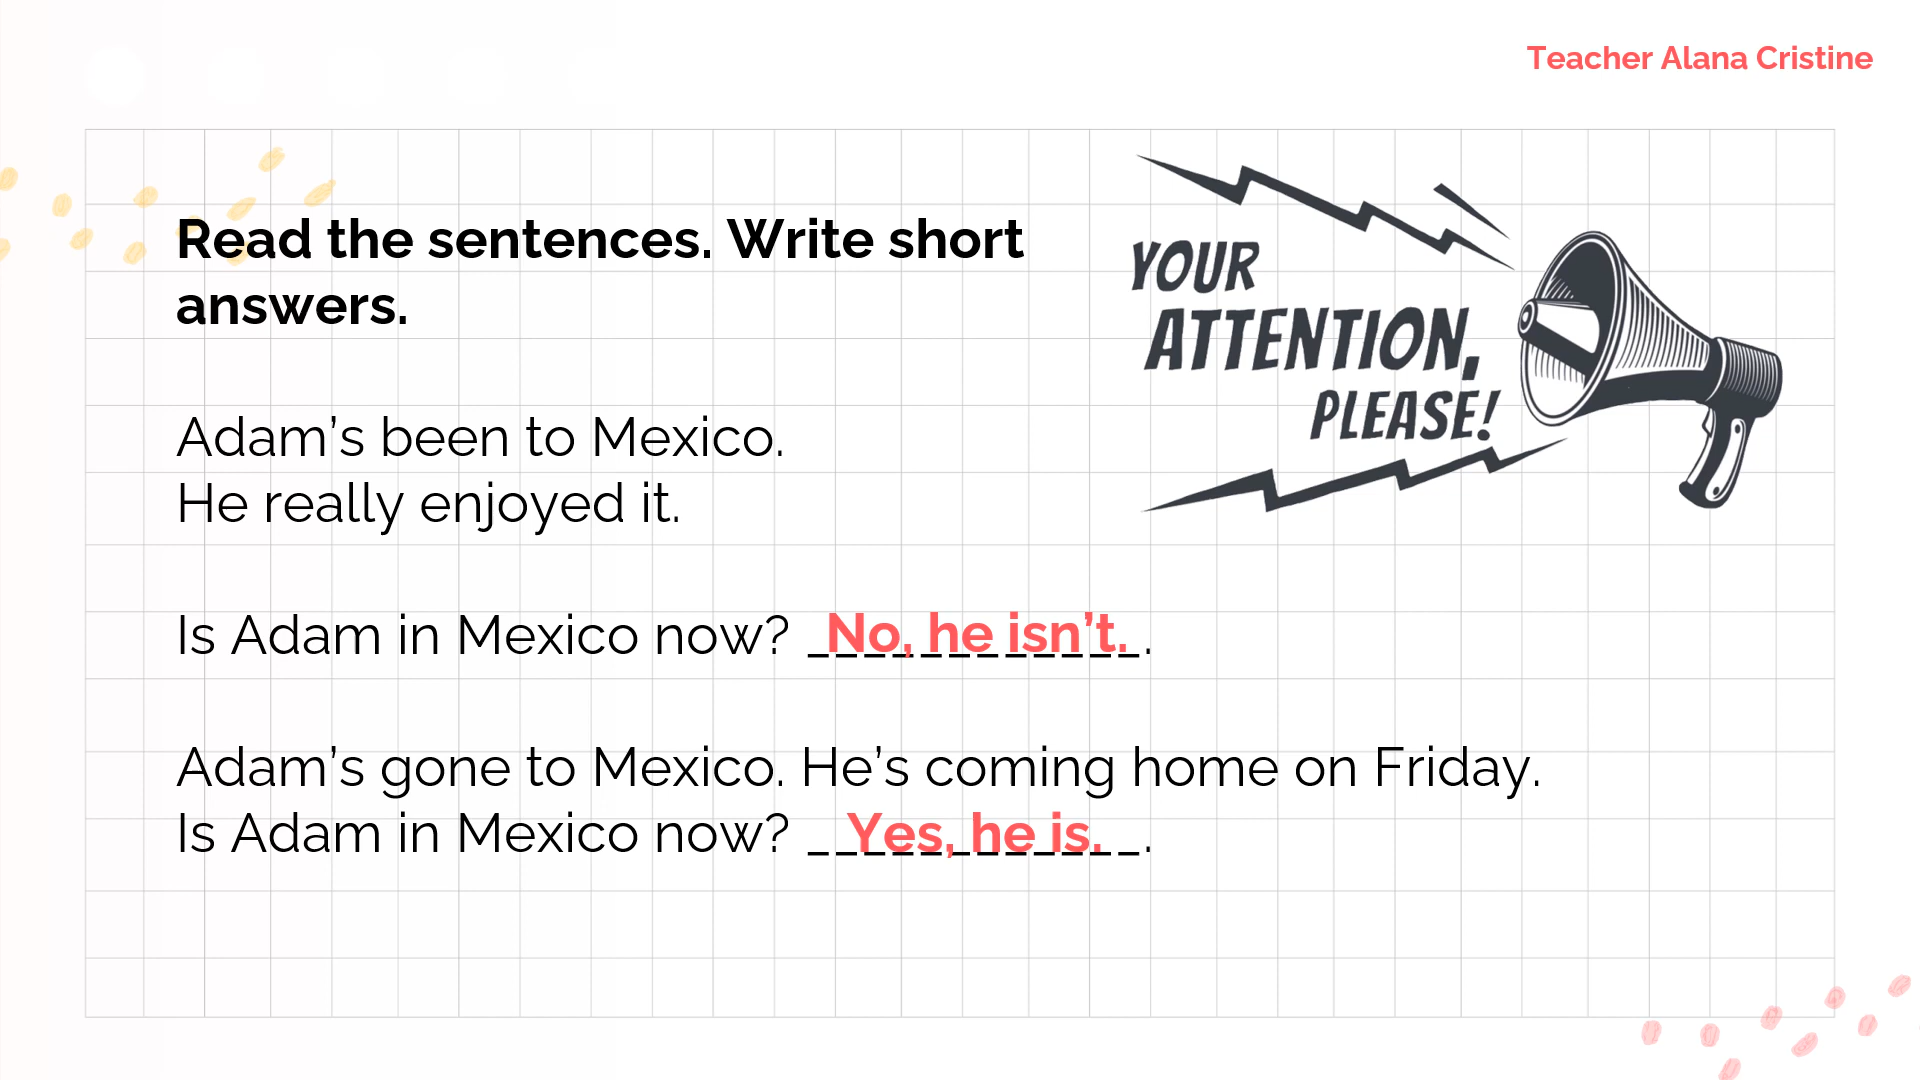 Teacher Alana Cristine
Read the sentences. Write short
answers.
YOUR
ATTENTION,
PLEASE!
Adam’s been to Mexico.
He really enjoyed it.
Is Adam in Mexico now? _No, he isn’t._.
Adam’s gone to Mexico. He’s coming home on Friday.
Is Adam in Mexico now? _Yes, he is._.